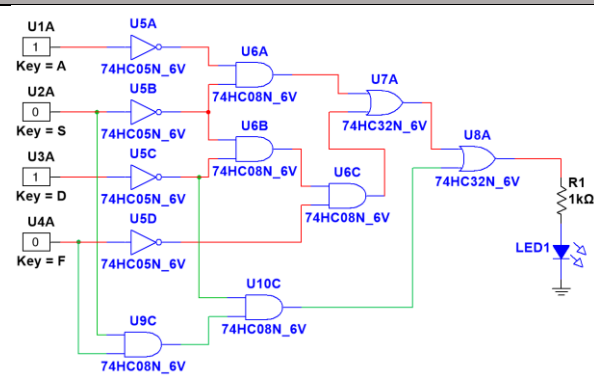 U1A
1
Key = A
U5A
74HC05N_6V
U2A
0
Key = S
U5B
74HC05N_6V
U3A
1
Key = D
U5C
74HC05N_6V
U4A
0
Key = F
U5D
74HC05N_6V
U6A
74HC08N_6V
U6B
74HC08N_6V
U6C
74HC08N_6V
U7A
74HC32N_6V
U8A
74HC32N_6V
U9C
74HC08N_6V
U10C
74HC08N_6V
R1
1kΩ
LED1